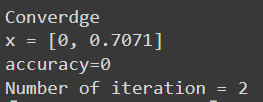 Converdge
x = [0, 0.7071]
accuracy=0
Number of iteration = 2